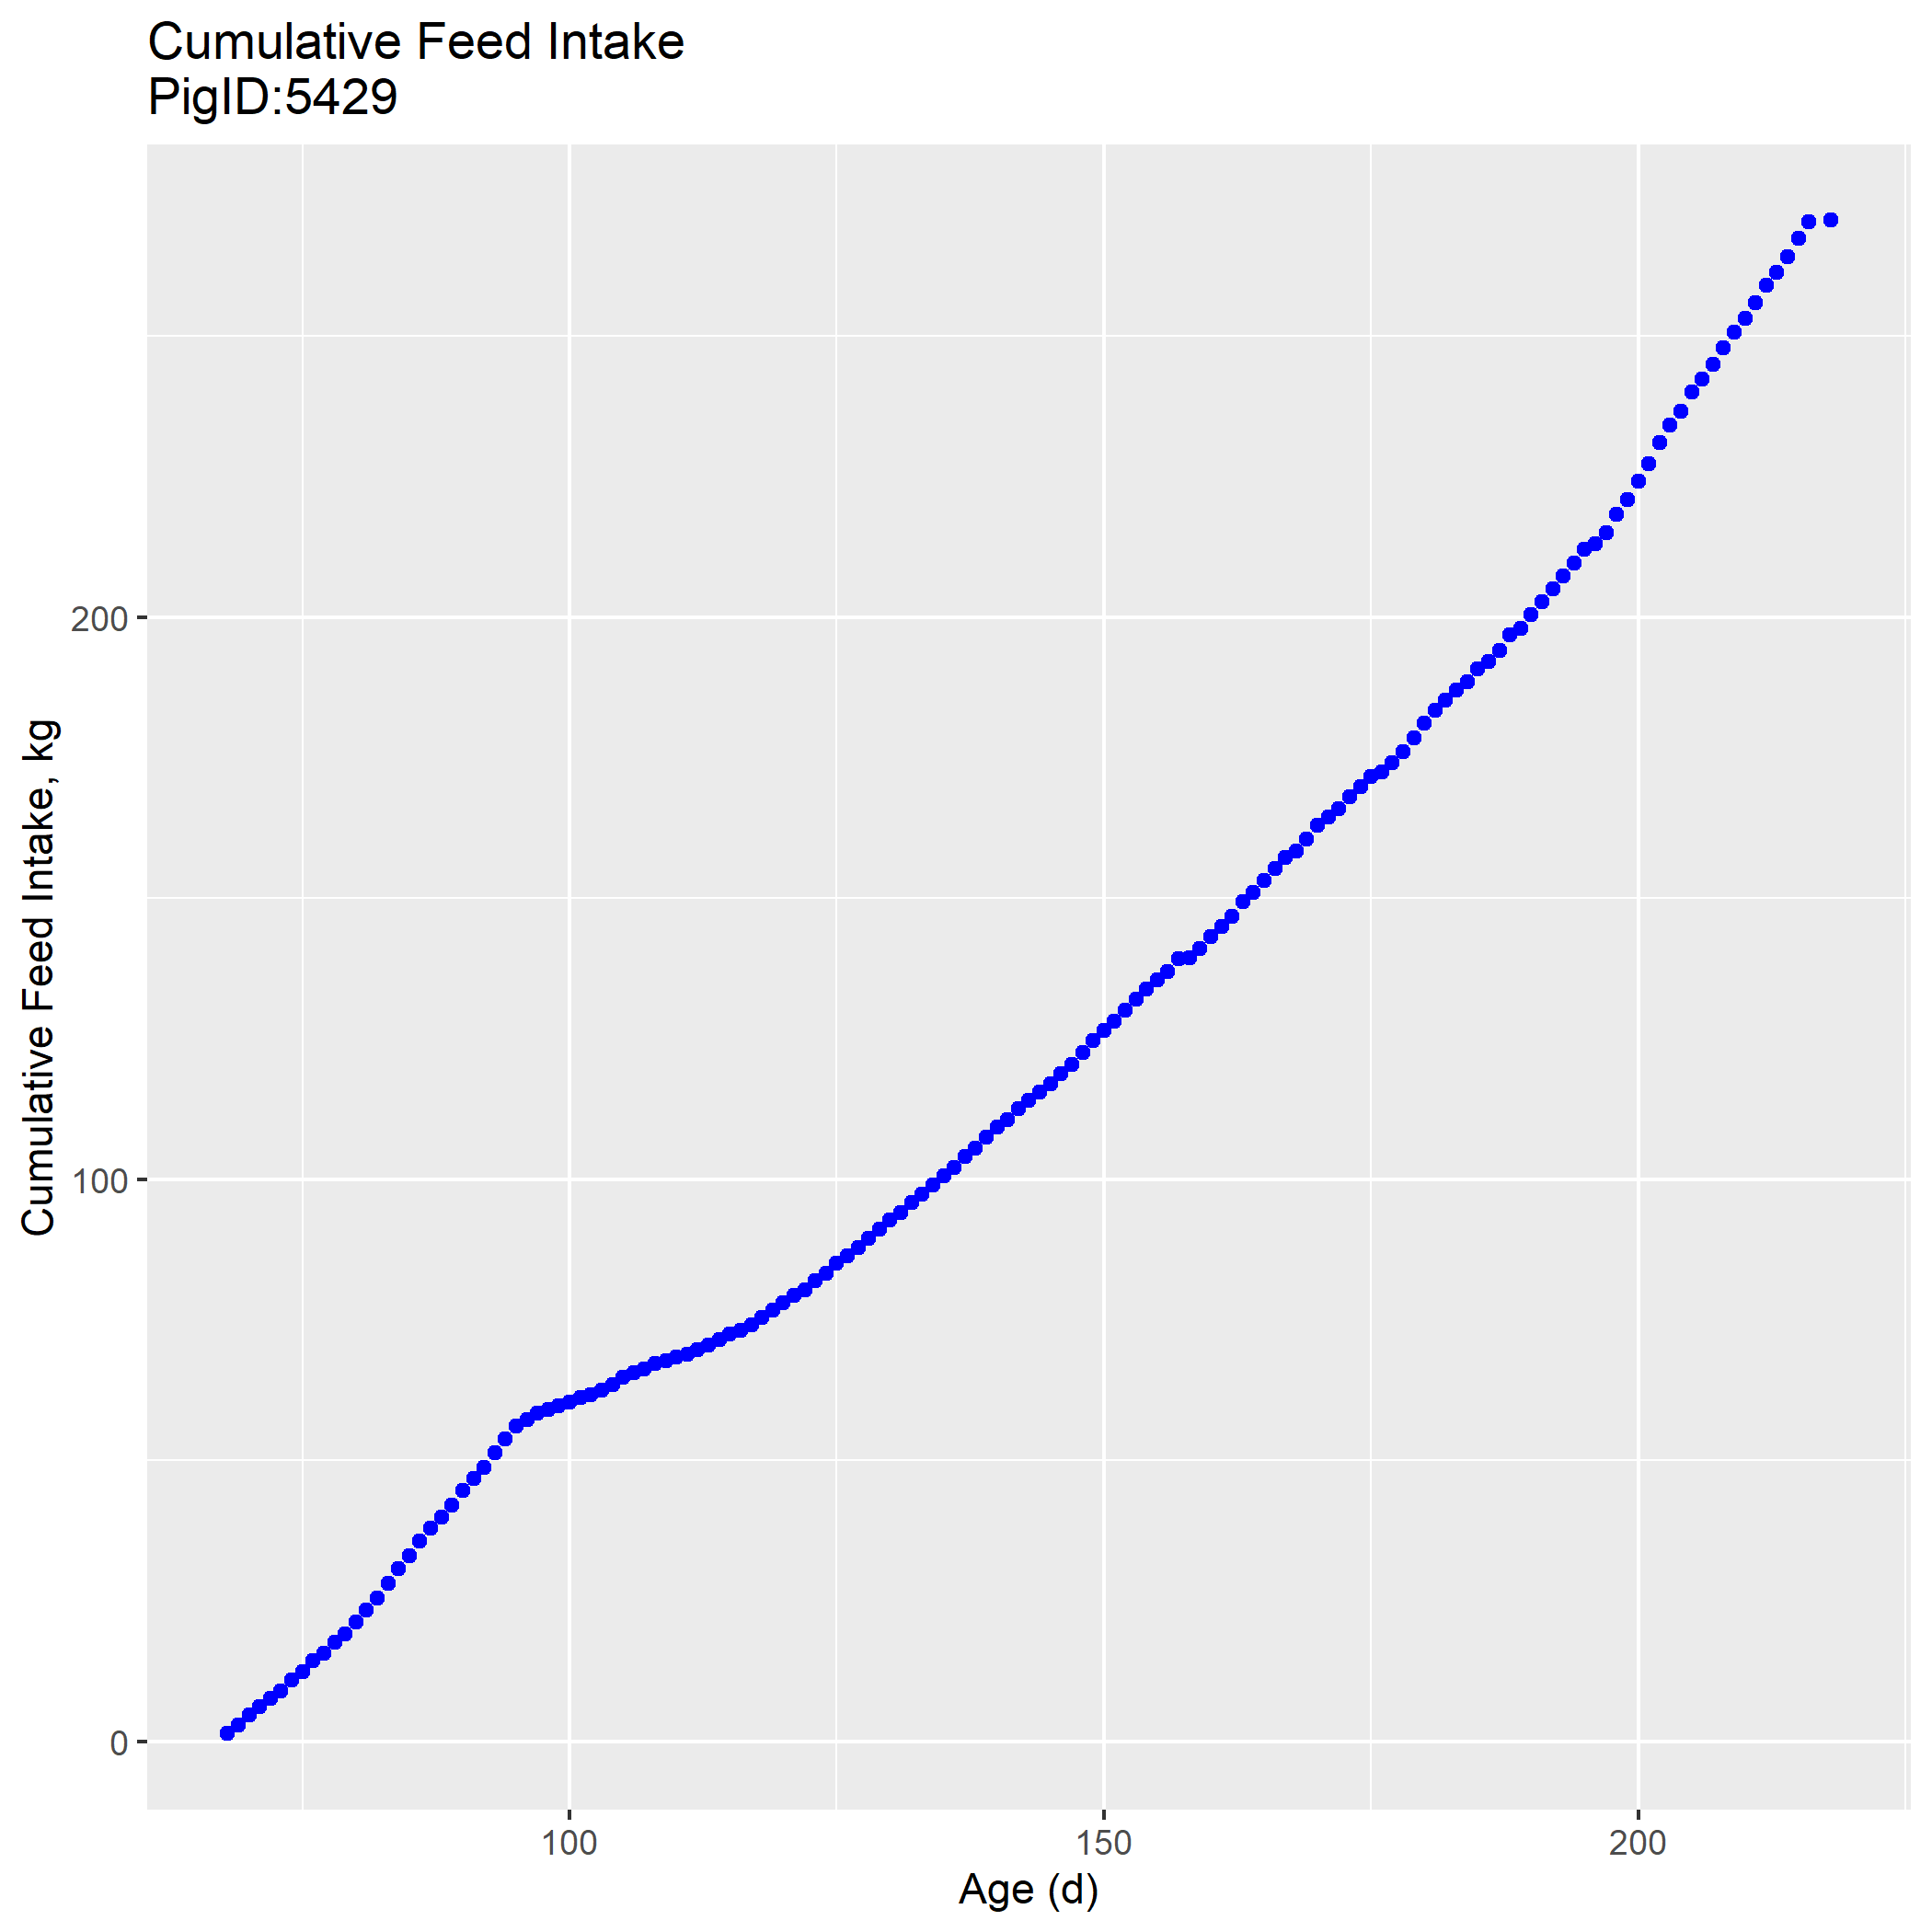 Cumulative Feed Intake
PigID:5429
Cumulative Feed Intake, kg
200
100
0
100
150
200
Age (d)